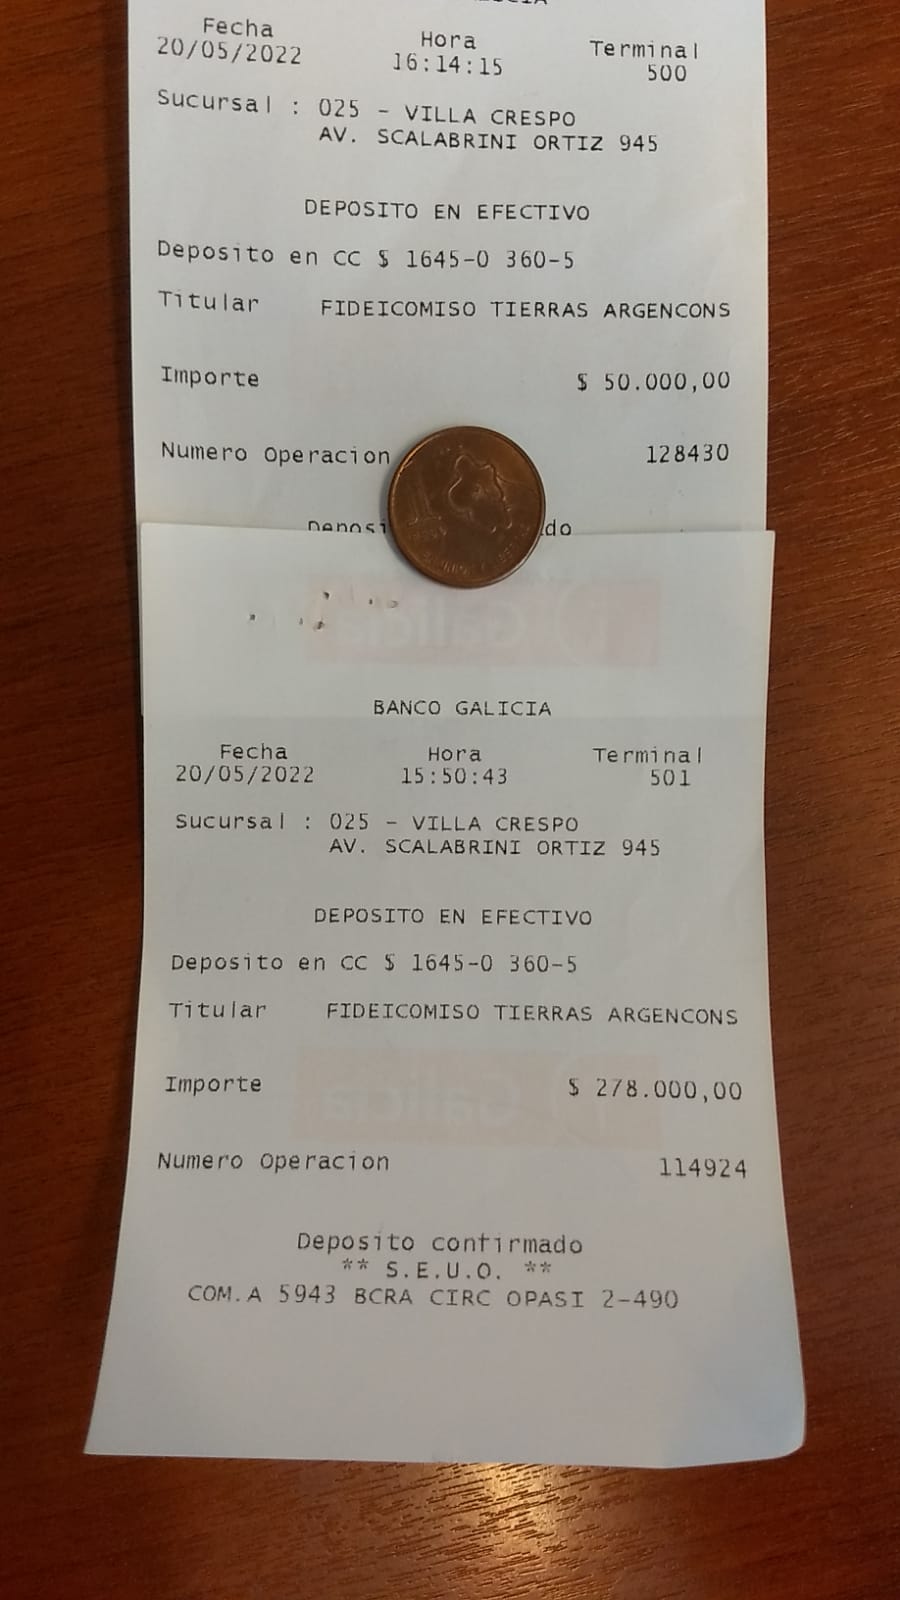 Fecha Hora Terminal
20/05/2022 16:14:15 500
Sucursal : 025 - VILLA CRESPO
AV. SCALABRINI ORTIZ 945
DEPOSITO EN EFECTIVO
Deposito en CC $ 1645-0 360-5
Titular FIDEICOMISO TIERRAS ARGENCONS
Importe $ 50.000,00
Numero Operacion 128430
Galicia
BANCO GALICIA
Fecha Hora Terminal
20/05/2022 15:50:43 501
Sucursal : 025 - VILLA CRESPO
AV. SCALABRINI ORTIZ 945
DEPOSITO EN EFECTIVO
Deposito en CC $ 1645-0 360-5
Titular FIDEICOMISO TIERRAS ARGENCONS
Galicia
Importe $ 278.000,00
Numero Operacion 114924
Deposito confirmado
** S.E.U.O. **
COM.A 5943 BCRA CIRC OPASI 2-490